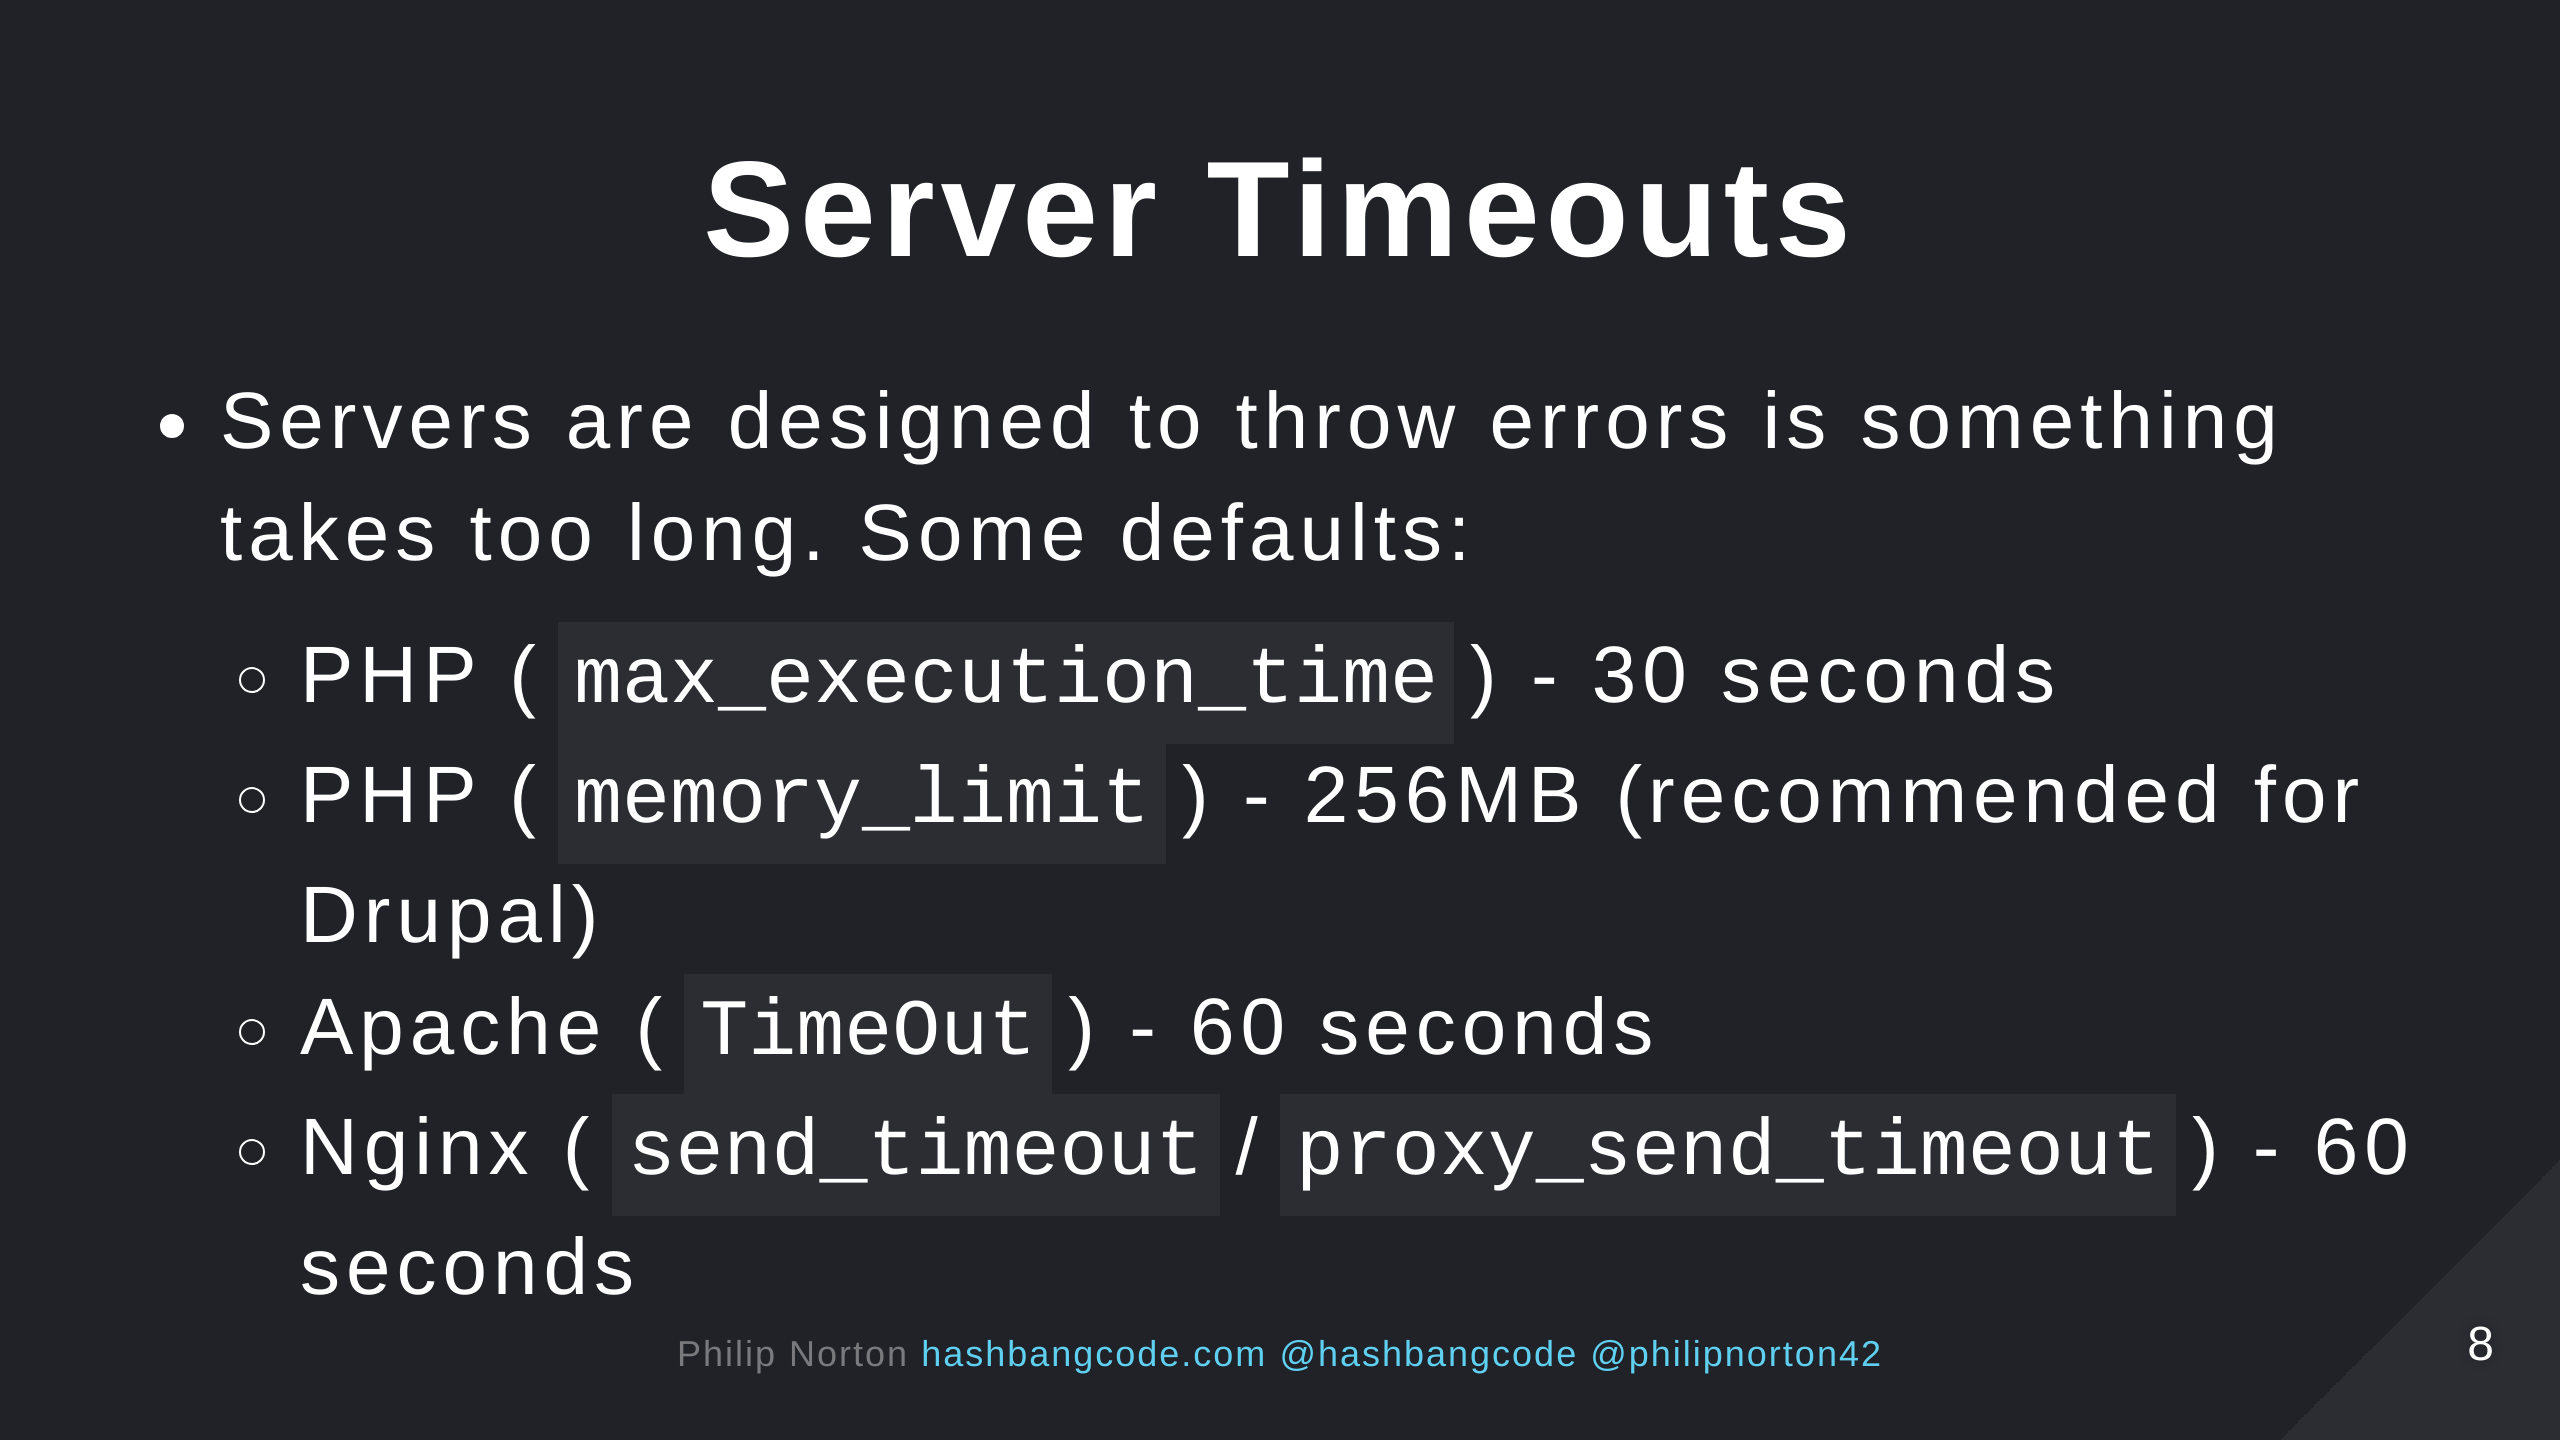 Server Timeouts
Servers are designed to throw errors is something
takes too long. Some defaults:
PHP ( max_execution_time ) - 30 seconds
PHP ( memory_limit ) - 256MB (recommended for
Drupal)
Apache ( TimeOut ) - 60 seconds
Nginx ( send_timeout / proxy_send_timeout ) - 60
seconds
Philip Norton hashbangcode.com @hashbangcode @philipnorton42
8